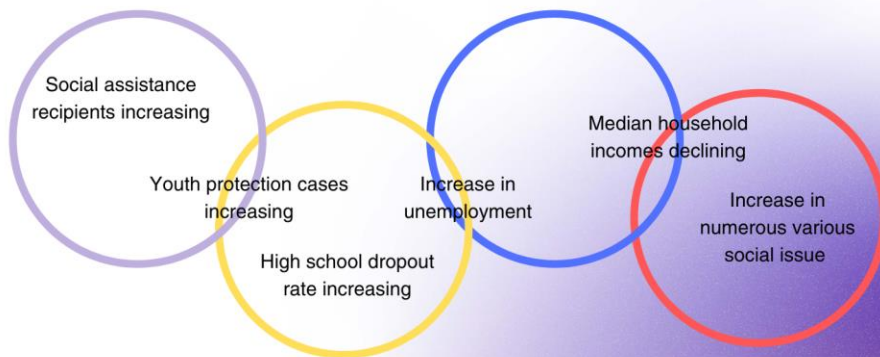 Social assistance
recipients increasing
Youth protection cases
increasing
High school dropout
rate increasing
Increase in
unemployment
Median household
incomes declining
Increase in
numerous various
social issue